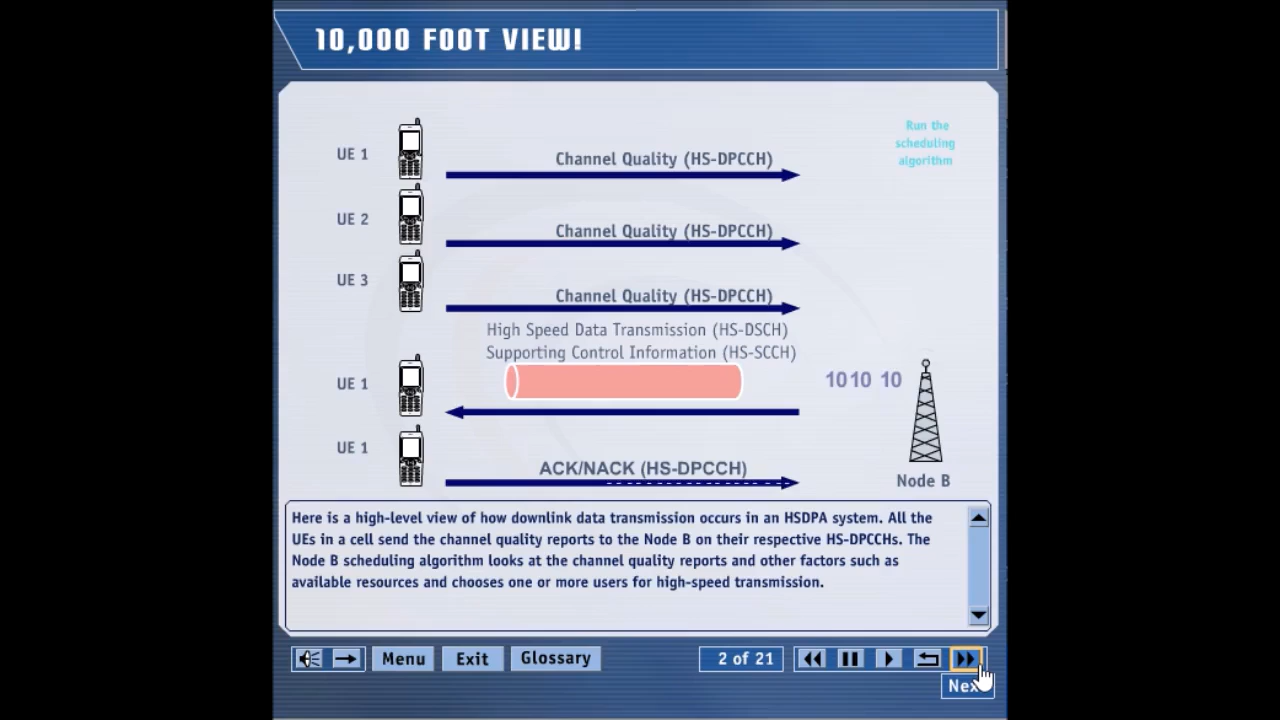 10,000 FOOT VIEW!
Run the
scheduling
algorithm
UE 1
Channel Quality (HS-DPCCH)
UE 2
Channel Quality (HS-DPCCH)
UE 3
Channel Quality (HS-DPCCH)
High Speed Data Transmission (HS-DSCH)
Supporting Control Information (HS-SCCH)
UE 1
1010 10
UE 1
ACK/NACK (HS-DPCCH)
Node B
Here is a high-level view of how downlink data transmission occurs in an HSDPA system. All the
UEs in a cell send the channel quality reports to the Node B on their respective HS-DPCCHs. The
Node B scheduling algorithm looks at the channel quality reports and other factors such as
available resources and chooses one or more users for high-speed transmission.
Menu
Exit
Glossary
2 of 21
Nex